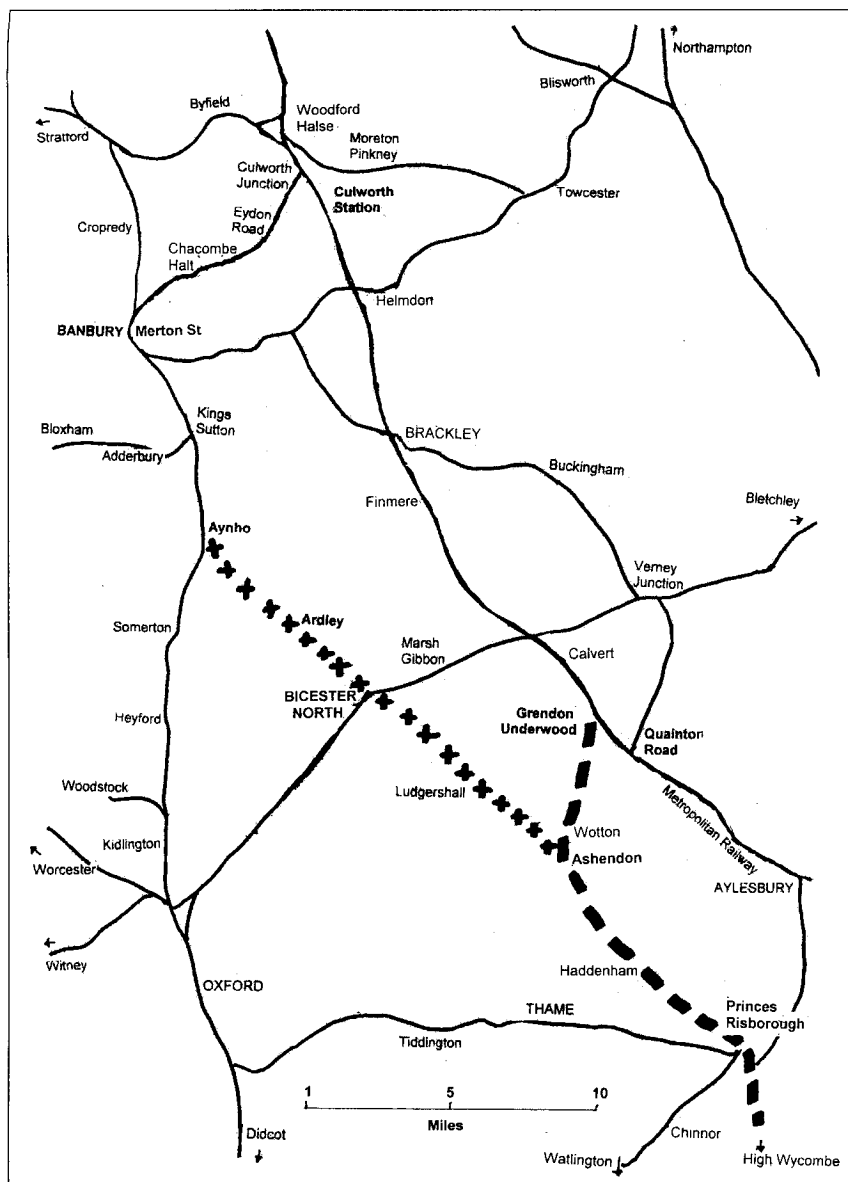 Northampton
Blisworth
Byfield
Woodford
Halse
Stratford
Moreton
Pinkney
Culworth
Junction
Culworth
Station
Towcester
Eydon
Road
Cropredy
Chacombe
Halt
Helmdon
BANBURY
Merton St
Kings
Sutton
Bloxham
Adderbury
BRACKLEY
Buckingham
Finmere
Bletchley
Aynho
Verney
Junction
Ardley
Somerton
Marsh
Gibbon
Calvert
BICESTER
NORTH
Grendon
Underwood
Quainton
Road
Heyford
Woodstock
Ludgershall
Metropolitan Railway
Kidlington
Wotton
Worcester
Ashendon
AYLESBURY
Witney
Haddenham
OXFORD
Princes
Risborough
THAME
Tiddington
1 5 10
Miles
Didcot
Chinnor
Watlington
High Wycombe